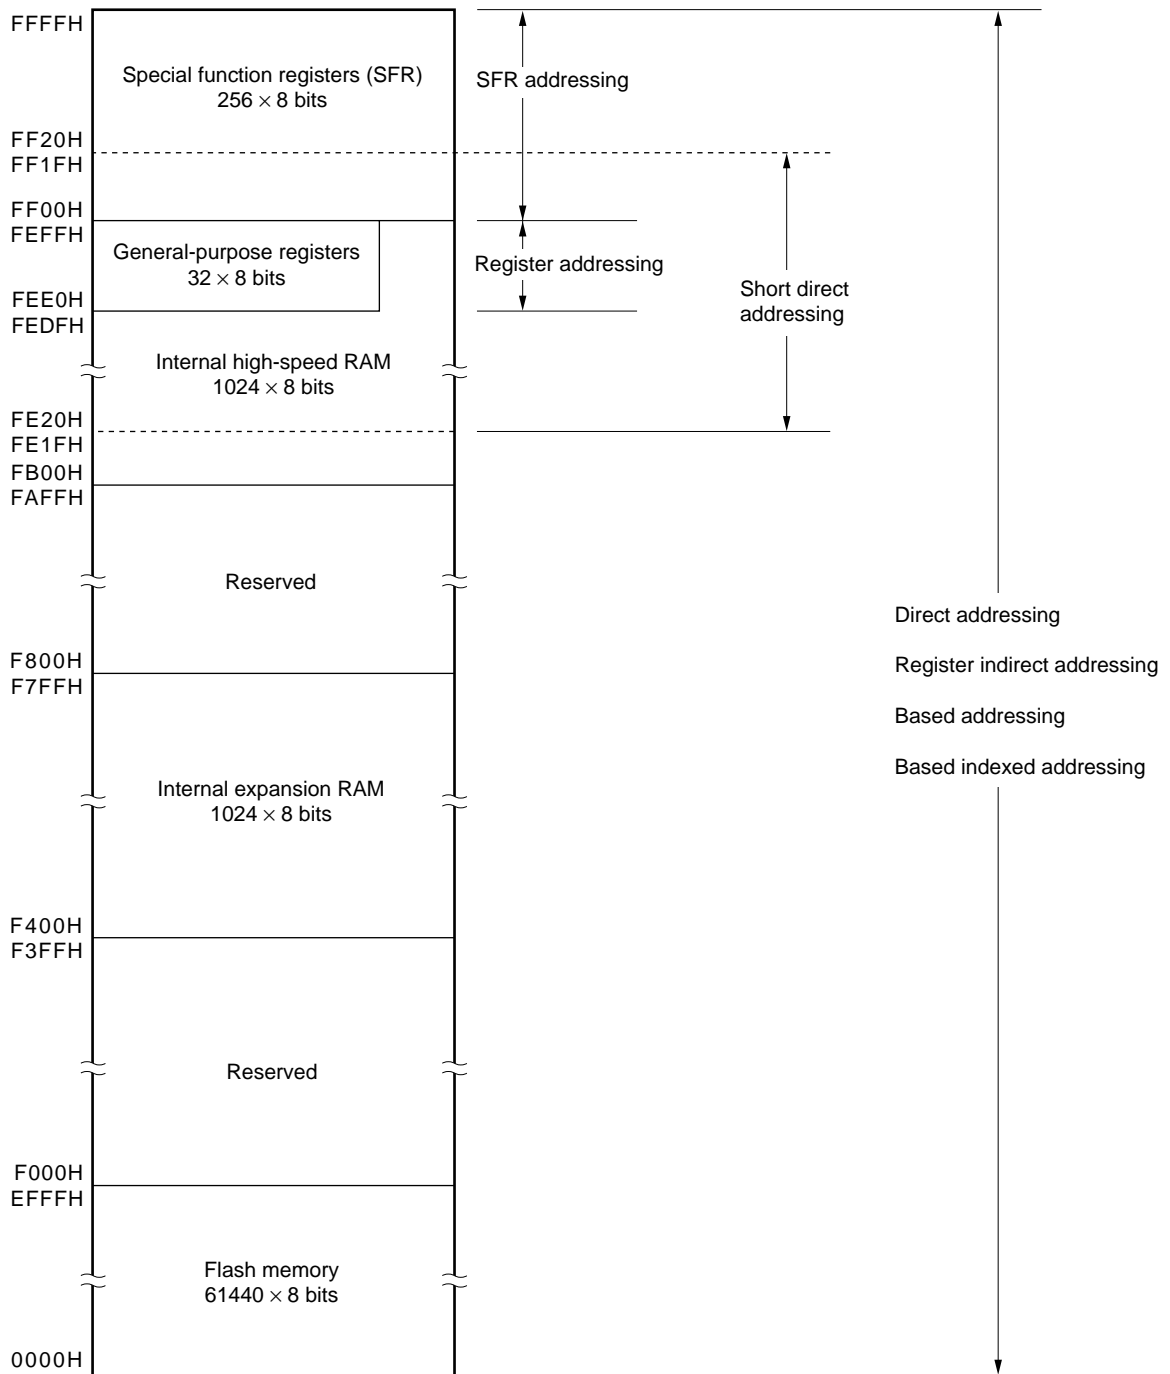 FFFFH
Special function registers (SFR)
256 × 8 bits
SFR addressing
FF20H
FF1FH
FF00H
FEFFH
General-purpose registers
32 × 8 bits
Register addressing
Short direct
addressing
FEE0H
FEDFH
Internal high-speed RAM
1024 × 8 bits
FE20H
FE1FH
FB00H
FAFFH
Reserved
Direct addressing
Register indirect addressing
Based addressing
Based indexed addressing
F800H
F7FFH
Internal expansion RAM
1024 × 8 bits
F400H
F3FFH
Reserved
F000H
EFFFH
Flash memory
61440 × 8 bits
0000H